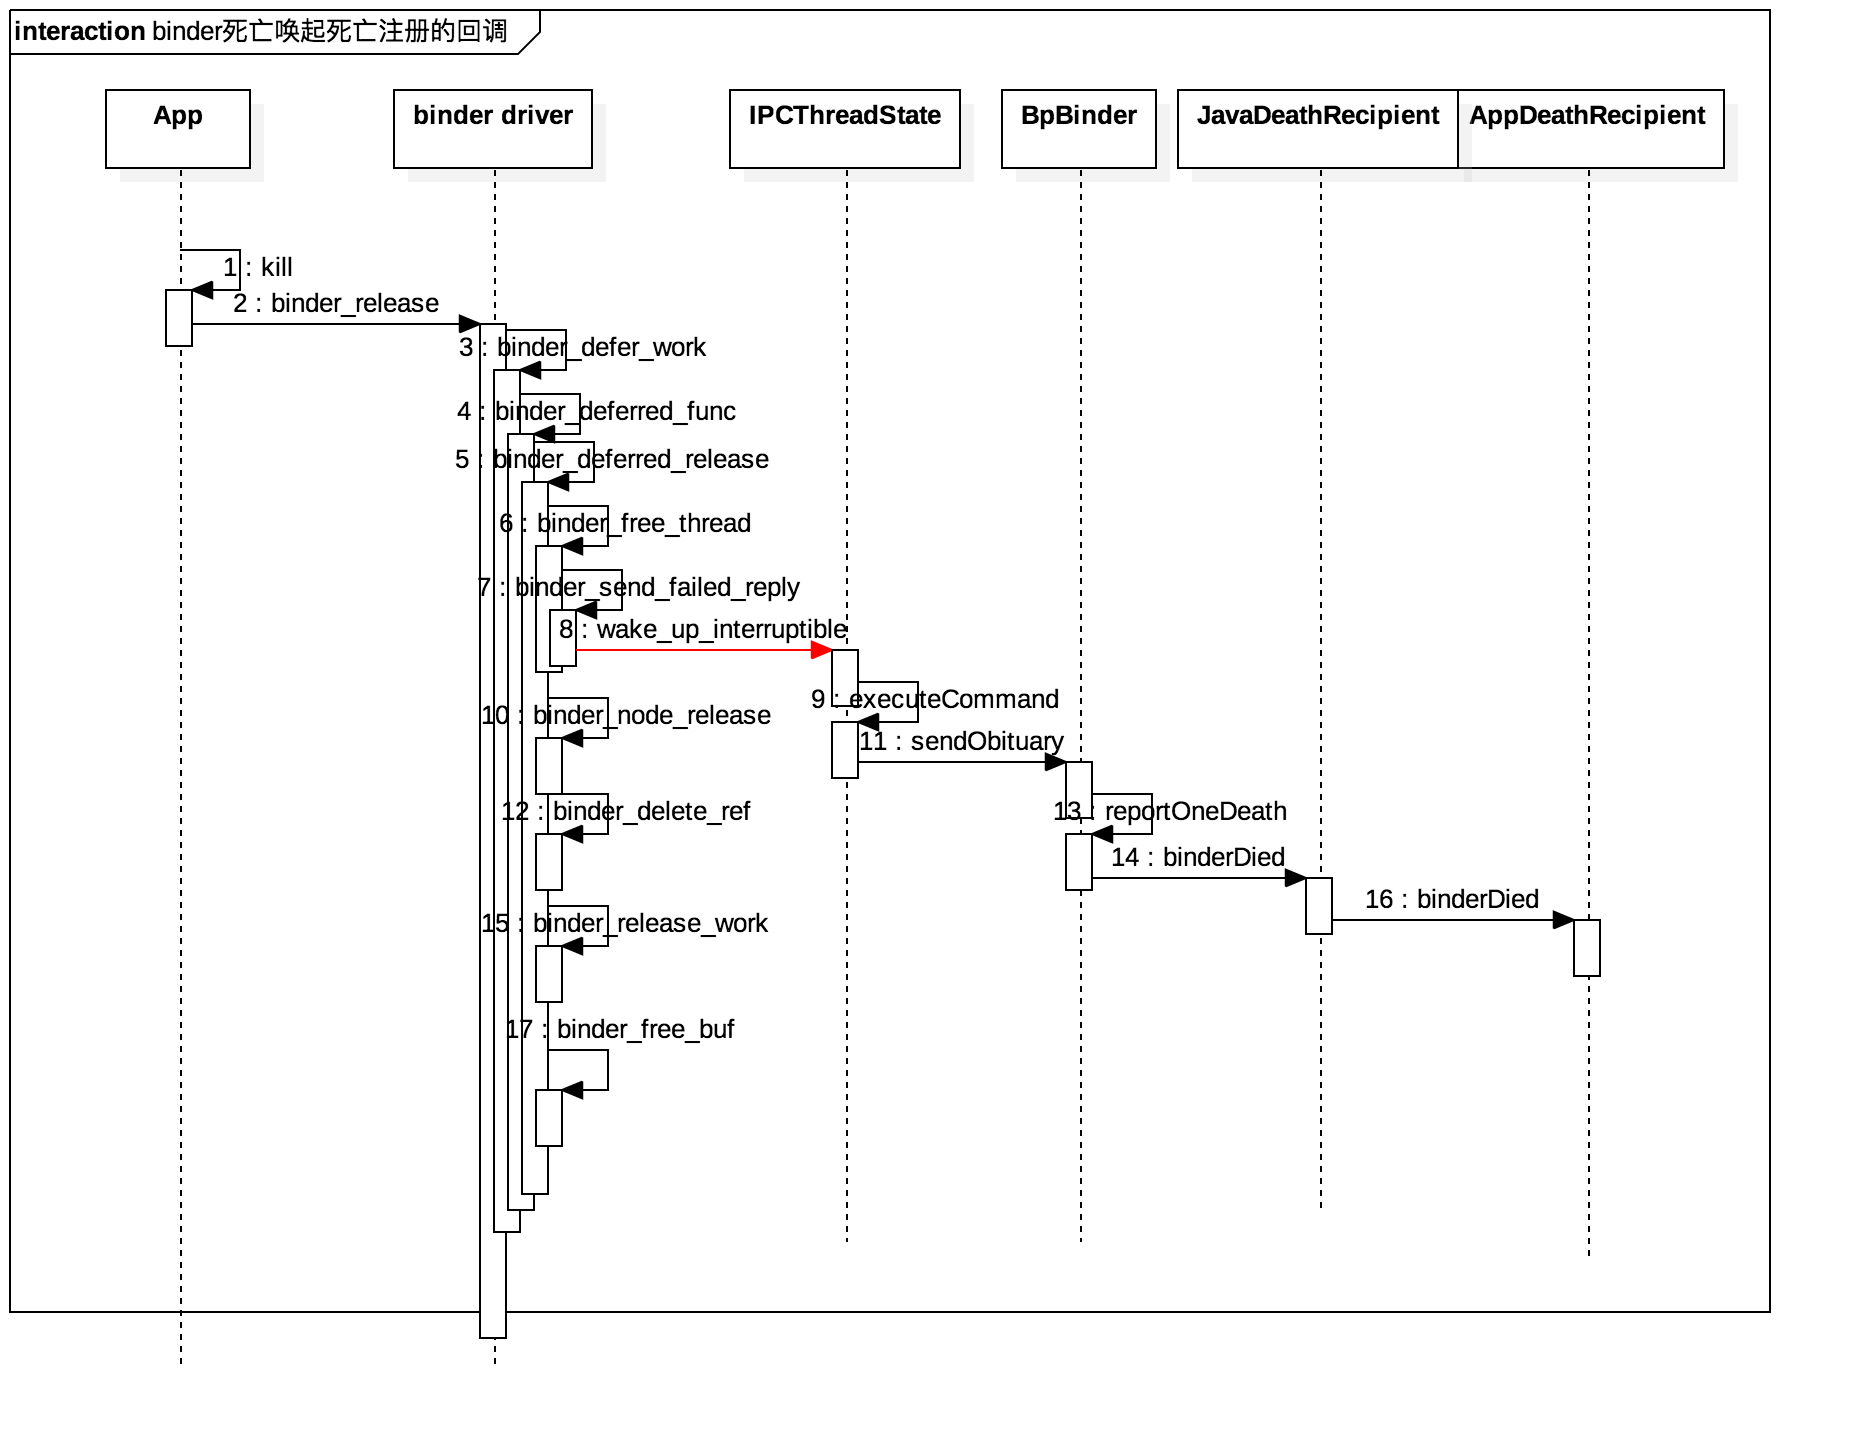 interaction binder死亡唤起死亡注册的回调
App
binder driver
IPCThreadState
BpBinder
JavaDeathRecipient
AppDeathRecipient
1 : kill
2 : binder_release
3 : binder_defer_work
4 : binder_deferred_func
5 : binder_deferred_release
6 : binder_free_thread
7 : binder_send_failed_reply
8 : wake_up_interruptible
9 : executeCommand
10 : binder_node_release
11 : sendObituary
12 : binder_delete_ref
13 : reportOneDeath
14 : binderDied
16 : binderDied
15 : binder_release_work
17 : binder_free_buf